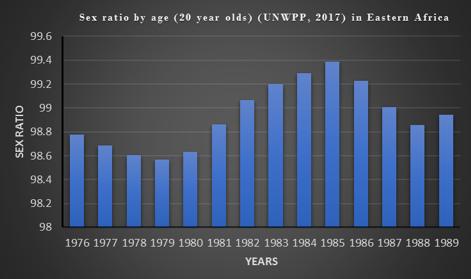 Sex ratio by age (20 year olds) (UNWPP, 2017) in Eastern Africa
99.6
99.4
99.2
99
98.8
98.6
98.4
98.2
98
SEX RATIO
1976 1977 1978 1979 1980 1981 1982 1983 1984 1985 1986 1987 1988 1989
YEARS